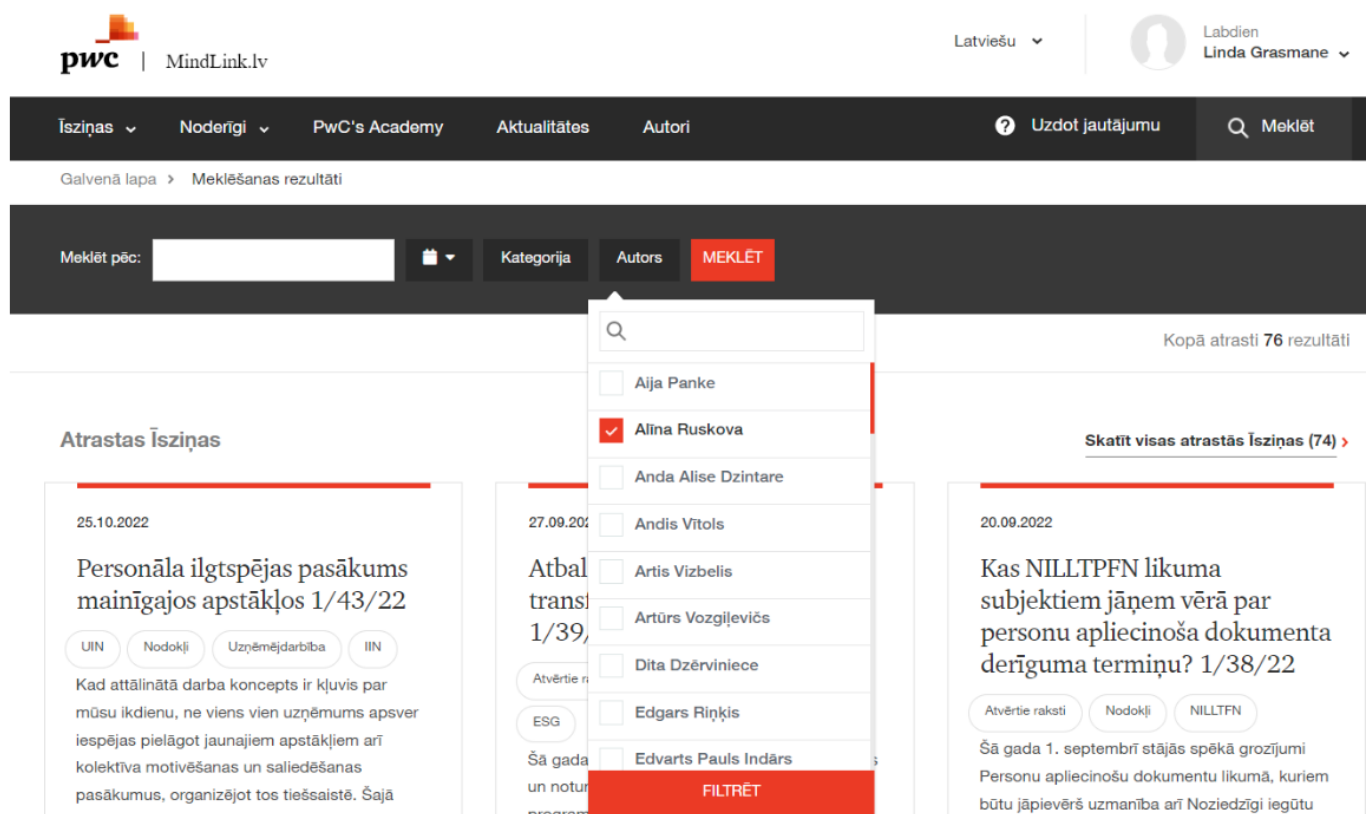 pwc | MindLink.lv
Latviešu
Labdien
Linda Grasmane
Īsziņas
Noderīgi
PwC's Academy
Aktualitātes
Autori
? Uzdot jautājumu
Meklēt
Galvenā lapa > Meklēšanas rezultāti
Meklēt pēc:
Kategorija
Autors
MEKLĒT
Kopā atrasti 76 rezultāti
Aija Panke
Alīna Ruskova
Anda Alise Dzintare
Andis Vītols
Artis Vizbelis
Artūrs Vozgiļevičs
Dita Dzērviniece
Edgars Riņķis
Edvarts Pauls Indārs
FILTRĒT
Atrastas Īsziņas
Skatīt visas atrastās Īsziņas (74) >
25.10.2022
Personāla ilgtspējas pasākums
mainīgajos apstākļos 1/43/22
UIN
Nodokļi
Uzņēmējdarbība
IIN
Kad attālinātā darba koncepts ir kļuvis par
mūsu ikdienu, ne viens vien uzņēmums apsver
iespējas pielāgot jaunajiem apstākļiem arī
kolektīva motivēšanas un saliedēšanas
pasākumus, organizējot tos tiešsaistē. Šajā
27.09.202
Atbal
trans
1/39/
Atvērtie r
ESG
Šā gada
un notur
20.09.2022
Kas NILLTPFN likuma
subjektiem jāņem vērā par
personu apliecinoša dokumenta
derīguma termiņu? 1/38/22
Atvērtie raksti
Nodokļi
NILLTFN
Šā gada 1. septembrī stājās spēkā grozījumi
Personu apliecinošu dokumentu likumā, kuriem
būtu jāpievērš uzmanība arī Noziedzīgi iegūtu